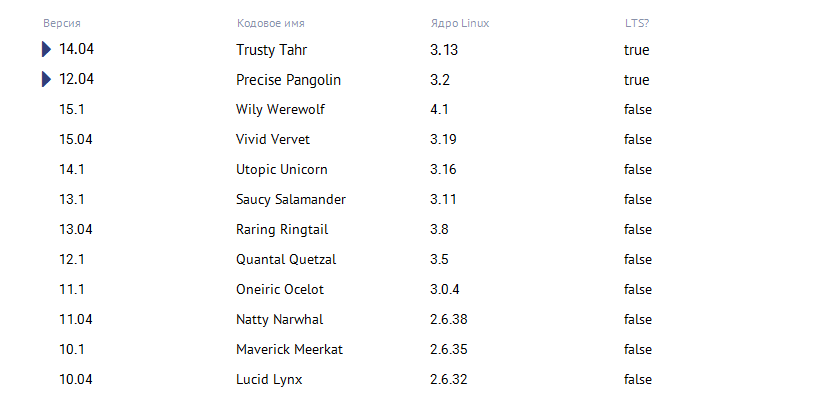 Версия Кодовое имя Ядро Linux LTS?
14.04 Trusty Tahr 3.13 true
12.04 Precise Pangolin 3.2 true
15.1 Wily Werewolf 4.1 false
15.04 Vivid Vervet 3.19 false
14.1 Utopic Unicorn 3.16 false
13.1 Saucy Salamander 3.11 false
13.04 Raring Ringtail 3.8 false
12.1 Quantal Quetzal 3.5 false
11.1 Oneiric Ocelot 3.0.4 false
11.04 Natty Narwhal 2.6.38 false
10.1 Maverick Meerkat 2.6.35 false
10.04 Lucid Lynx 2.6.32 false